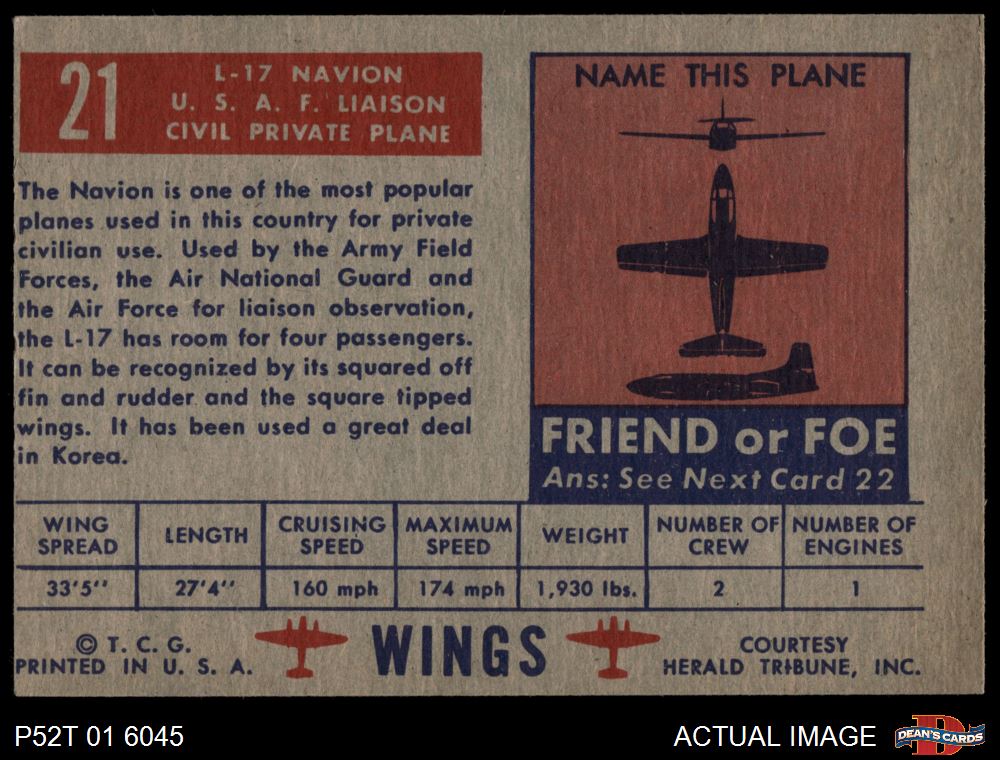 21
L-17 NAVION
U. S. A. F. LIAISON
CIVIL PRIVATE PLANE
The Navion is one of the most popular
planes used in this country for private
civilian use. Used by the Army Field
Forces, the Air National Guard and
the Air Force for liaison observation,
the L-17 has room for four passengers.
It can be recognized by its squared off
fin and rudder and the square tipped
wings. It has been used a great deal
in Korea.
NAME THIS PLANE
FRIEND or FOE
Ans: See Next Card 22
WING SPREAD
LENGTH
CRUISING SPEED
MAXIMUM SPEED
WEIGHT
NUMBER OF CREW
NUMBER OF ENGINES
33'5''
27'4''
160 mph
174 mph
1,930 lbs.
2
1
© T. C. G.
PRINTED IN U. S. A.
WINGS
COURTESY
HERALD TRIBUNE, INC.
P52T 01 6045
ACTUAL IMAGE
D
DEAN'S CARDS